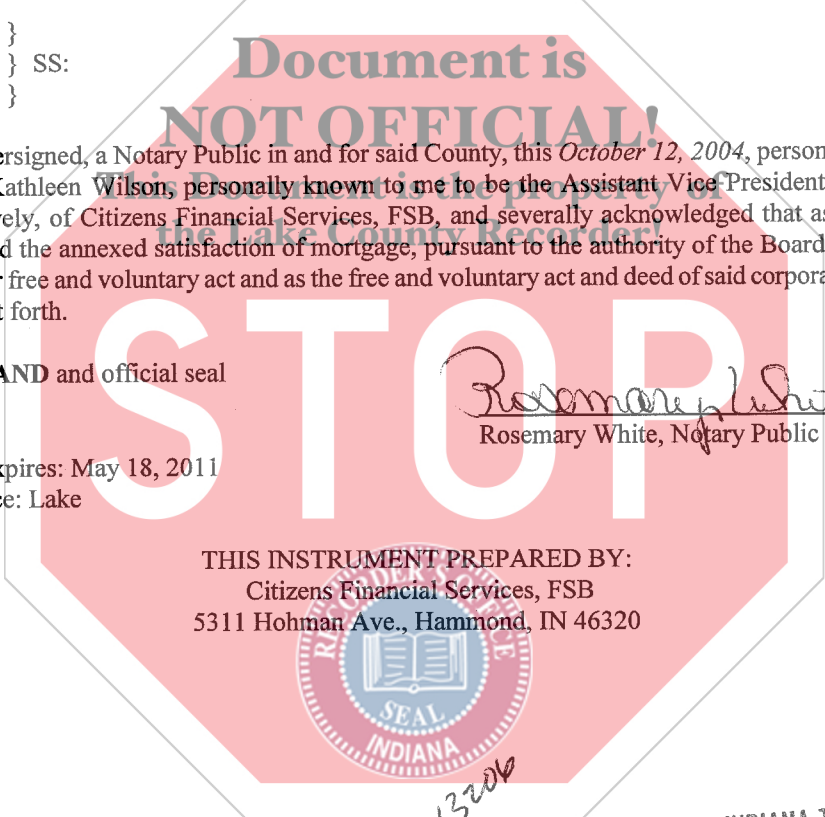 }
} SS:
}
Document is
NOT OFFICIAL!
ersigned, a Notary Public in and for said County, this October 12, 2004, person
Kathleen Wilson, personally known to me to be the Assistant Vice President
This Document is the property of
vely, of Citizens Financial Services, FSB, and severally acknowledged that as
the Lake County Recorder!
d the annexed satisfaction of mortgage, pursuant to the authority of the Board
r free and voluntary act and as the free and voluntary act and deed of said corpora
t forth.
STOP
AND and official seal
Rosemary White
Rosemary White, Notary Public
xpires: May 18, 2011
ce: Lake
THIS INSTRUMENT PREPARED BY:
Citizens Financial Services, FSB
5311 Hohman Ave., Hammond, IN 46320
RECORDER'S OFFICE
SEAL
INDIANA